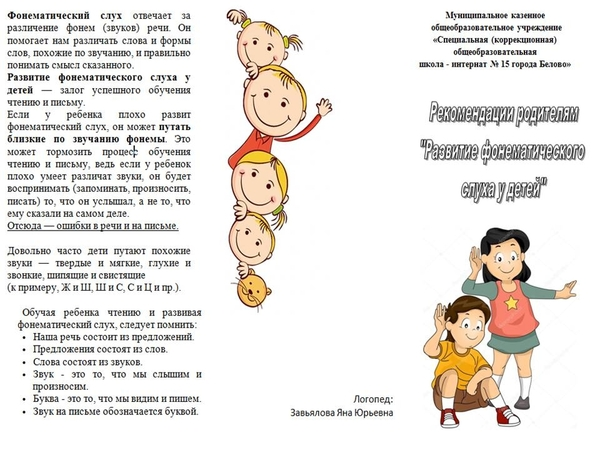 Фонематический слух отвечает за
различение фонем (звуков) речи. Он
помогает нам различать слова и формы
слов, похожие по звучанию, и правильно
понимать смысл сказанного.
Развитие фонематического слуха у
детей — залог успешного обучения
чтению и письму.
Если у ребенка плохо развит
фонематический слух, он может путать
близкие по звучанию фонемы. Это
может тормозить процесс обучения
чтению и письму, ведь если у ребенок
плохо умеет различат звуки, он будет
воспринимать (запоминать, произносить,
писать) то, что он услышал, а не то, что
ему сказали на самом деле.
Отсюда — ошибки в речи и на письме.
Довольно часто дети путают похожие
звуки — твердые и мягкие, глухие и
звонкие, шипящие и свистящие
(к примеру, Ж и Ш, Ш и С, С и Ц и пр.).
Обучая ребенка чтению и развивая
фонематический слух, следует помнить:
• Наша речь состоит из предложений.
• Предложения состоят из слов.
• Слова состоят из звуков.
• Звук - это то, что мы слышим и
произносим.
• Буква - это то, что мы видим и пишем.
• Звук на письме обозначается буквой.
Логопед:
Завьялова Яна Юрьевна
Муниципальное казенное
общеобразовательное учреждение
«Специальная (коррекционная)
общеобразовательная
школа - интернат № 15 города Белово»
Рекомендации родителям
"Развитие фонематического
слуха у детей"